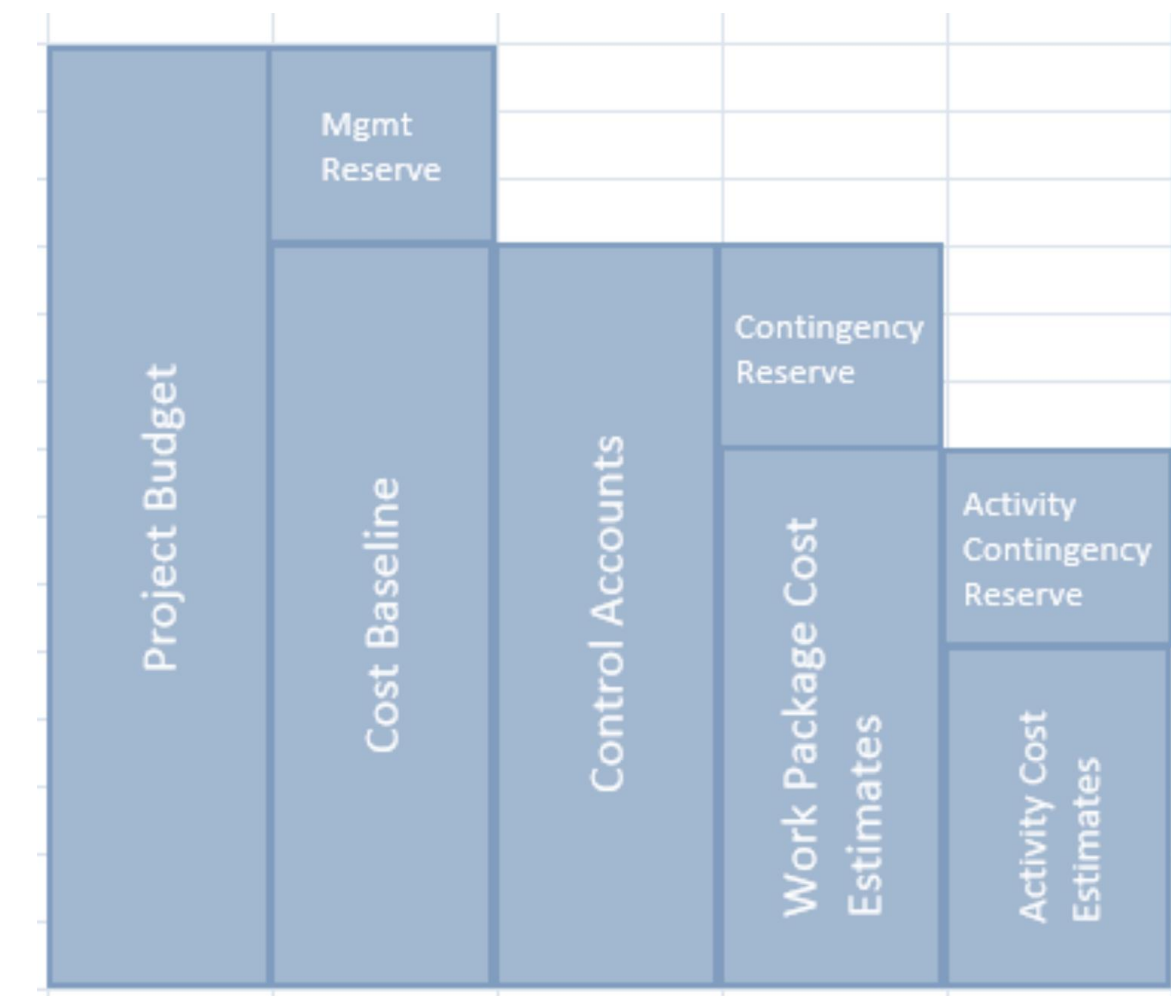 Project Budget
Mgmt
Reserve
Cost Baseline
Control Accounts
Contingency
Reserve
Work Package Cost
Estimates
Activity
Contingency
Reserve
Activity Cost
Estimates